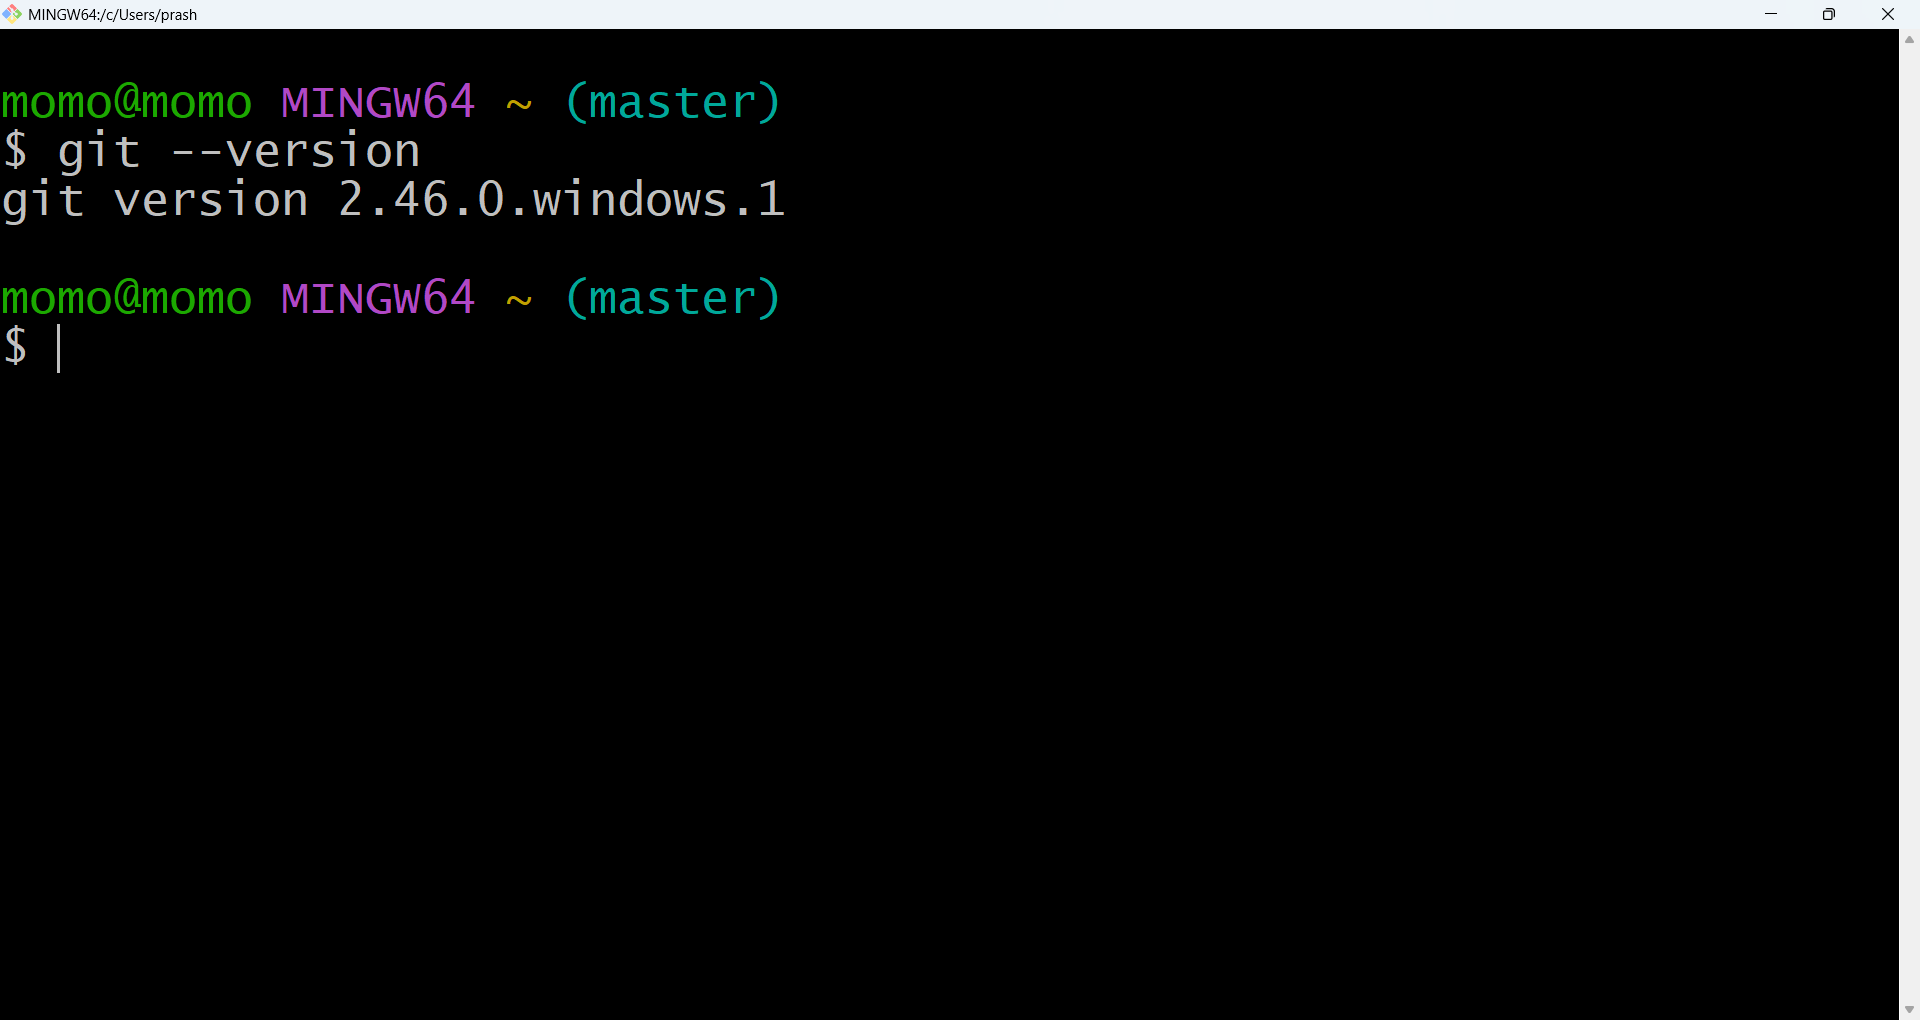 MINGW64:/c/Users/prash
momo@momo MINGW64 ~ (master)
$ git --version
git version 2.46.0.windows.1
momo@momo MINGW64 ~ (master)
$